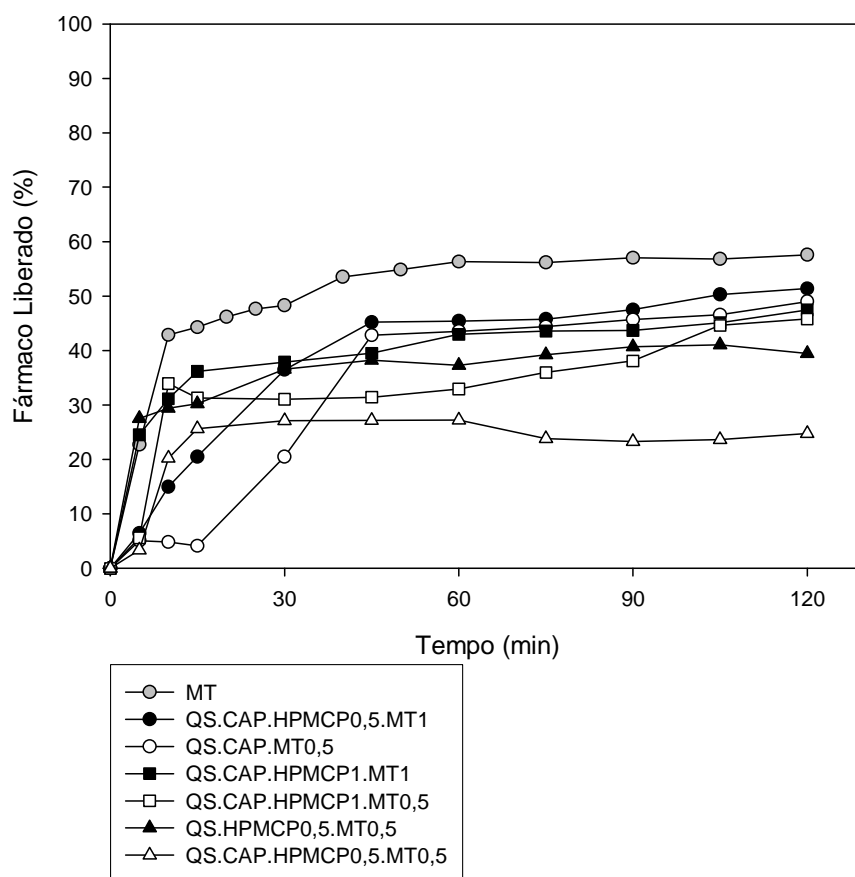 100
90
80
70
60
50
40
30
20
10
0
Fármaco Liberado (%)
0 30 60 90 120
Tempo (min)
MT
QS.CAP.HPMCP0,5.MT1
QS.CAP.MT0,5
QS.CAP.HPMCP1.MT1
QS.CAP.HPMCP1.MT0,5
QS.HPMCP0,5.MT0,5
QS.CAP.HPMCP0,5.MT0,5